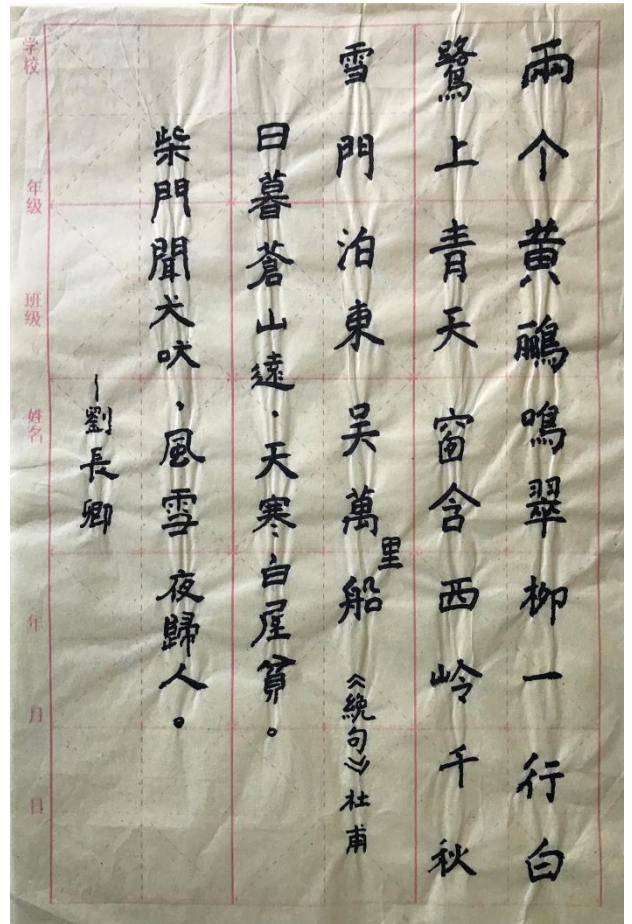 兩个黄鸝鳴翠柳一行白
鷺上青天窗含西岭千秋
雪門泊東吴萬里船《絶句》杜甫
日暮蒼山遠，天寒白屋貧。
柴門聞犬吠，風雪夜歸人。
—劉長卿
学校 年级 班级 姓名 年 月 日